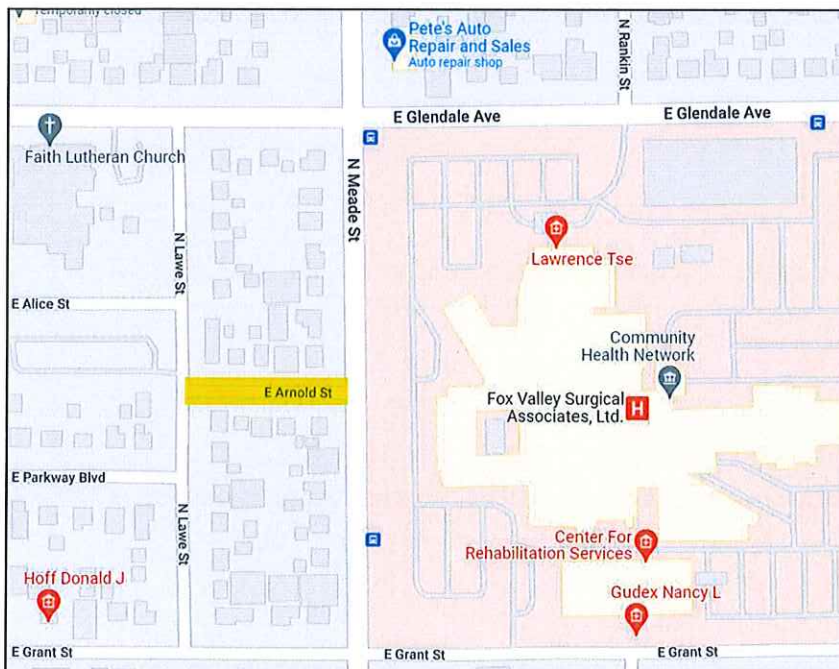 Temporarily closed
Pete's Auto
Repair and Sales
Auto repair shop
N Rankin St
E Glendale Ave
E Glendale Ave
Faith Lutheran Church
N Meade St
N Lawe St
Lawrence Tse
E Alice St
Community
Health Network
E Arnold St
Fox Valley Surgical
Associates, Ltd.
H
E Parkway Blvd
N Lawe St
Center For
Rehabilitation Services
Hoff Donald J
Gudex Nancy L
E Grant St
E Grant St
E Grant St